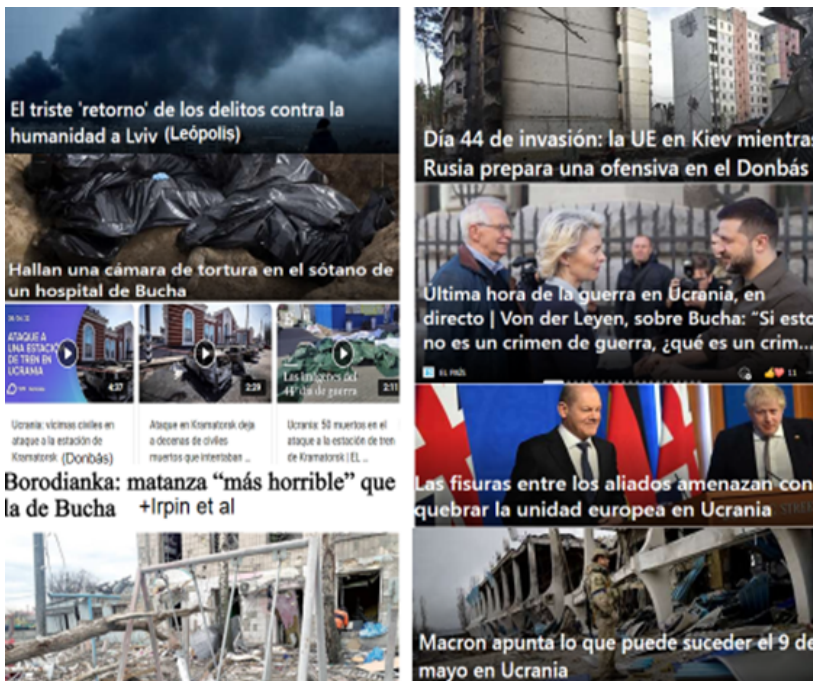 El triste 'retorno' de los delitos contra la
humanidad a Lviv (Leópolis)
Hallan una cámara de tortura en el sótano de
un hospital de Bucha
ATAQUE A
UNA ESTACIÓ
DE TREN EN
UCRANIA
4:37
2:29
Las imágenes del
44º día de guerra
2:11
Ucrania: víctimas civiles en
ataque a la estación de
Kramatorsk (Donbás)
Ataque en Kramatorsk deja
a decenas de civiles
muertos que intentaban ...
Ucrania: 50 muertos en el
ataque a la estación de tren
de Kramatorsk | EL ...
Borodianka: matanza “más horrible” que
la de Bucha +Irpin et al
Día 44 de invasión: la UE en Kiev mientras
Rusia prepara una ofensiva en el Donbás
Última hora de la guerra en Ucrania, en
directo | Von der Leyen, sobre Bucha: “Si esto
no es un crimen de guerra, ¿qué es un crim...
EL PAÍS
11
Las fisuras entre los aliados amenazan con
quebrar la unidad europea en Ucrania
STREE
Macron apunta lo que puede suceder el 9 de
mayo en Ucrania